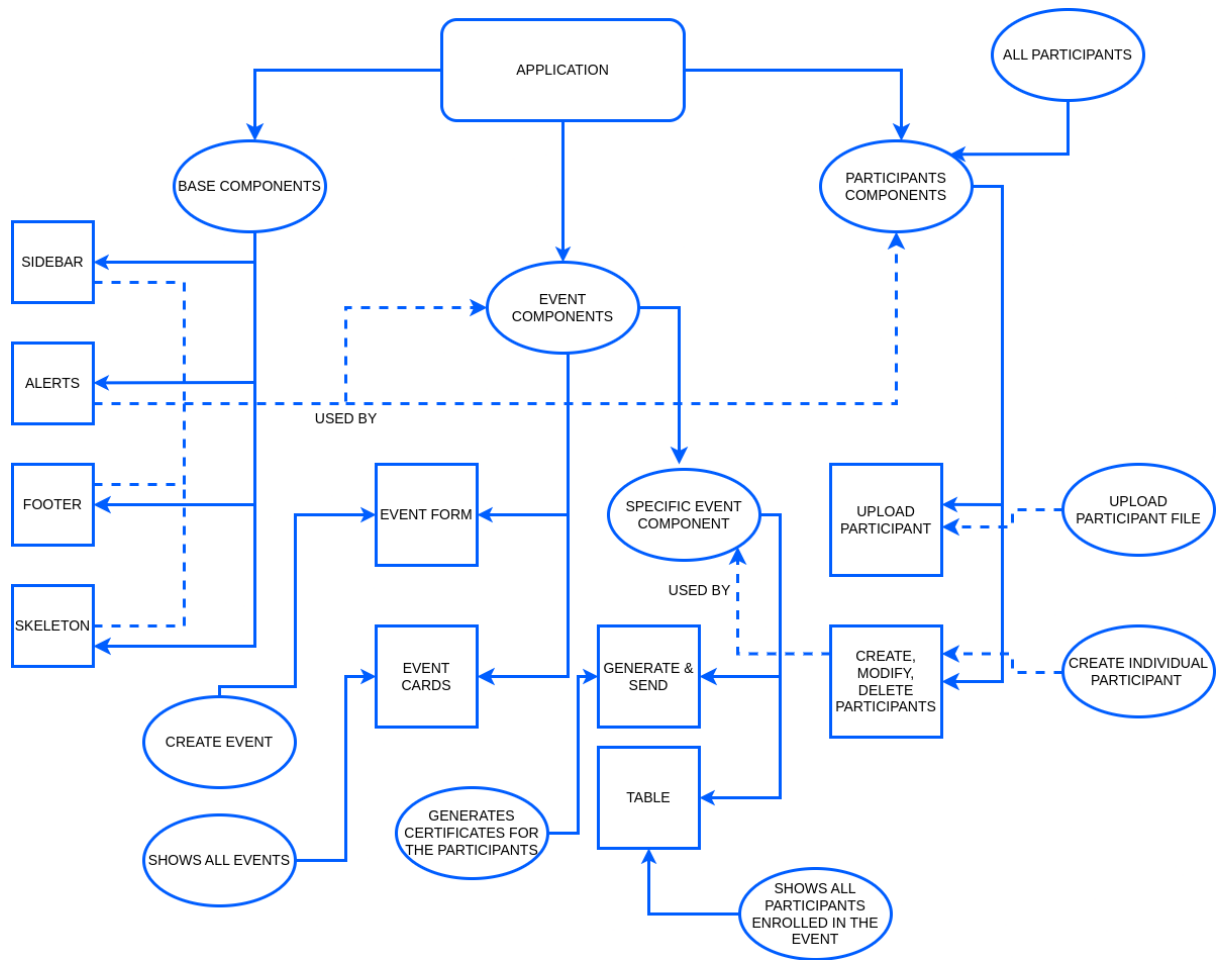 APPLICATION
ALL PARTICIPANTS
BASE COMPONENTS
PARTICIPANTS
COMPONENTS
SIDEBAR
EVENT
COMPONENTS
ALERTS
USED BY
FOOTER
EVENT FORM
SPECIFIC EVENT
COMPONENT
UPLOAD
PARTICIPANT
UPLOAD
PARTICIPANT FILE
USED BY
SKELETON
EVENT
CARDS
GENERATE &
SEND
CREATE,
MODIFY,
DELETE
PARTICIPANTS
CREATE INDIVIDUAL
PARTICIPANT
CREATE EVENT
TABLE
GENERATES
CERTIFICATES FOR
THE PARTICIPANTS
SHOWS ALL EVENTS
SHOWS ALL
PARTICIPANTS
ENROLLED IN THE
EVENT